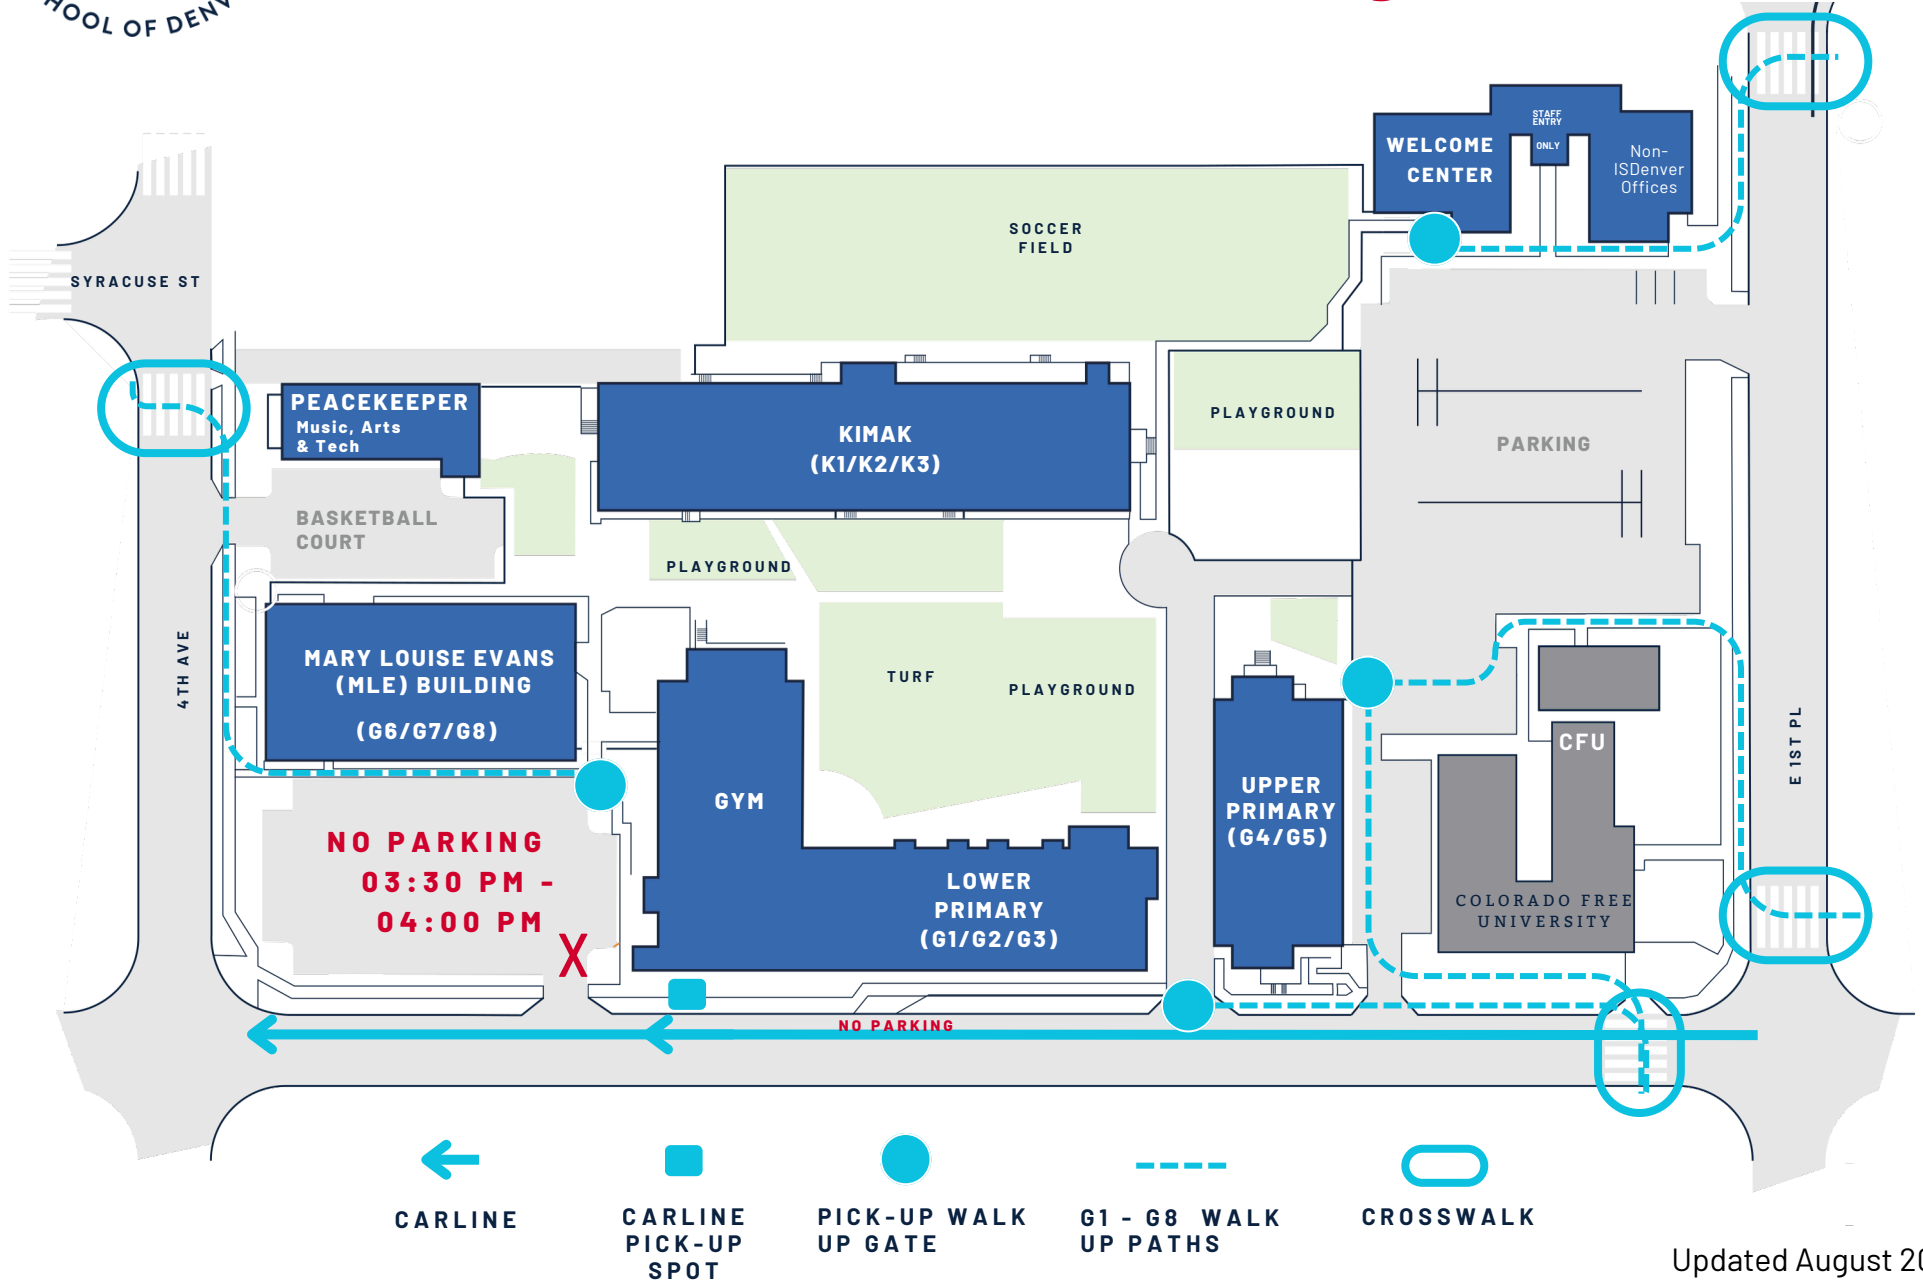 SCHOOL OF DENV
STAFF
ENTRY
ONLY
WELCOME
CENTER
Non-
ISDenver
Offices
SOCCER
FIELD
SYRACUSE ST
PEACEKEEPER
Music, Arts
& Tech
KIMAK
(K1/K2/K3)
PLAYGROUND
PARKING
BASKETBALL
COURT
PLAYGROUND
4TH AVE
MARY LOUISE EVANS
(MLE) BUILDING
(G6/G7/G8)
TURF
PLAYGROUND
E 1ST PL
CFU
GYM
UPPER
PRIMARY
(G4/G5)
NO PARKING
03:30 PM -
04:00 PM
X
LOWER
PRIMARY
(G1/G2/G3)
COLORADO FREE
UNIVERSITY
NO PARKING
CARLINE
CARLINE
PICK-UP
SPOT
PICK-UP WALK
UP GATE
G1 - G8 WALK
UP PATHS
CROSSWALK
Updated August 20